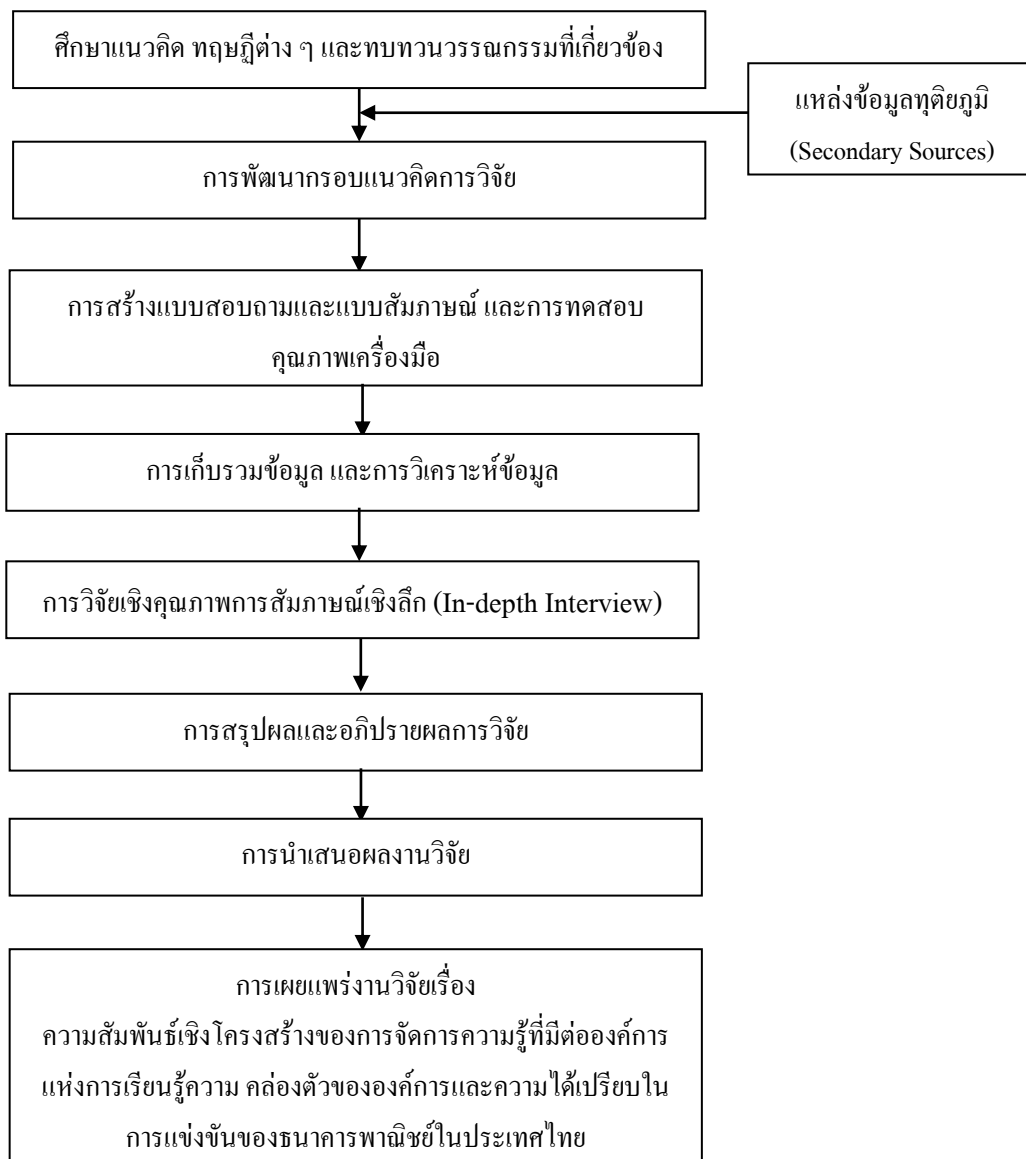 ศึกษาแนวคิด ทฤษฎีต่าง ๆ และทบทวนวรรณกรรมที่เกี่ยวข้อง
แหล่งข้อมูลทุติยภูมิ
(Secondary Sources)
การพัฒนากรอบแนวคิดการวิจัย
การสร้างแบบสอบถามและแบบสัมภาษณ์ และการทดสอบ
คุณภาพเครื่องมือ
การเก็บรวมข้อมูล และการวิเคราะห์ข้อมูล
การวิจัยเชิงคุณภาพการสัมภาษณ์เชิงลึก (In-depth Interview)
การสรุปผลและอภิปรายผลการวิจัย
การนำเสนอผลงานวิจัย
การเผยแพร่งานวิจัยเรื่อง
ความสัมพันธ์เชิงโครงสร้างของการจัดการความรู้ที่มีต่อองค์การ
แห่งการเรียนรู้ความ คล่องตัวขององค์การและความได้เปรียบใน
การแข่งขันของธนาคารพาณิชย์ในประเทศไทย